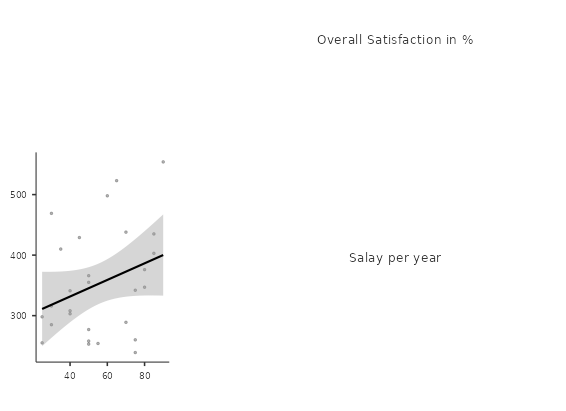 Overall Satisfaction in %
500
400
Salay per year
300
40 60 80